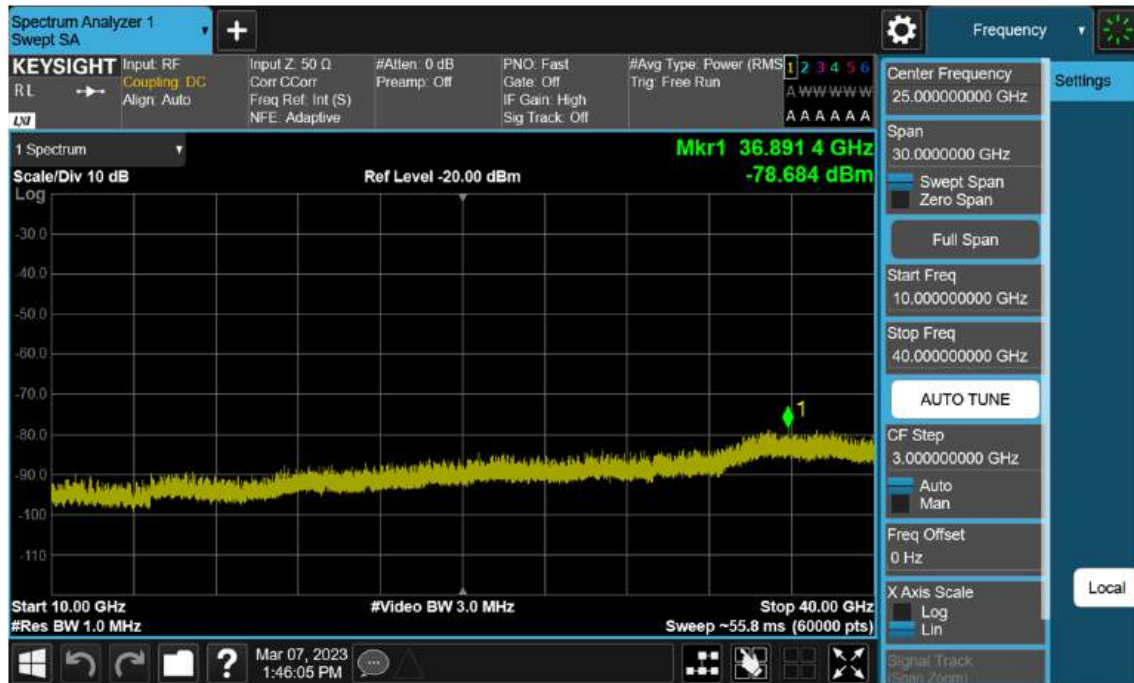 Spectrum Analyzer 1
Swept SA
Frequency
KEYSIGHT
RL
LXI
Input: RF
Coupling: DC
Align: Auto
Input Z: 50 Ω
Corr CCorr
Freq Ref: Int (S)
NFE: Adaptive
#Atten: 0 dB
Preamp: Off
PNO: Fast
Gate: Off
IF Gain: High
Sig Track: Off
#Avg Type: Power (RMS
Trig: Free Run
1 2 3 4 5 6
A W W W W W
A A A A A A
1 Spectrum
Scale/Div 10 dB
Ref Level -20.00 dBm
Mkr1 36.891 4 GHz
-78.684 dBm
Log
-30.0
-40.0
-50.0
-60.0
-70.0
-80.0
-90.0
-100
-110
1
Start 10.00 GHz
#Res BW 1.0 MHz
#Video BW 3.0 MHz
Stop 40.00 GHz
Sweep ~55.8 ms (60000 pts)
Center Frequency
25.000000000 GHz
Settings
Span
30.0000000 GHz
Swept Span
Zero Span
Full Span
Start Freq
10.000000000 GHz
Stop Freq
40.000000000 GHz
AUTO TUNE
CF Step
3.000000000 GHz
Auto
Man
Freq Offset
0 Hz
X Axis Scale
Log
Lin
Local
Signal Track
(Span Zoom)
?
Mar 07, 2023
1:46:05 PM